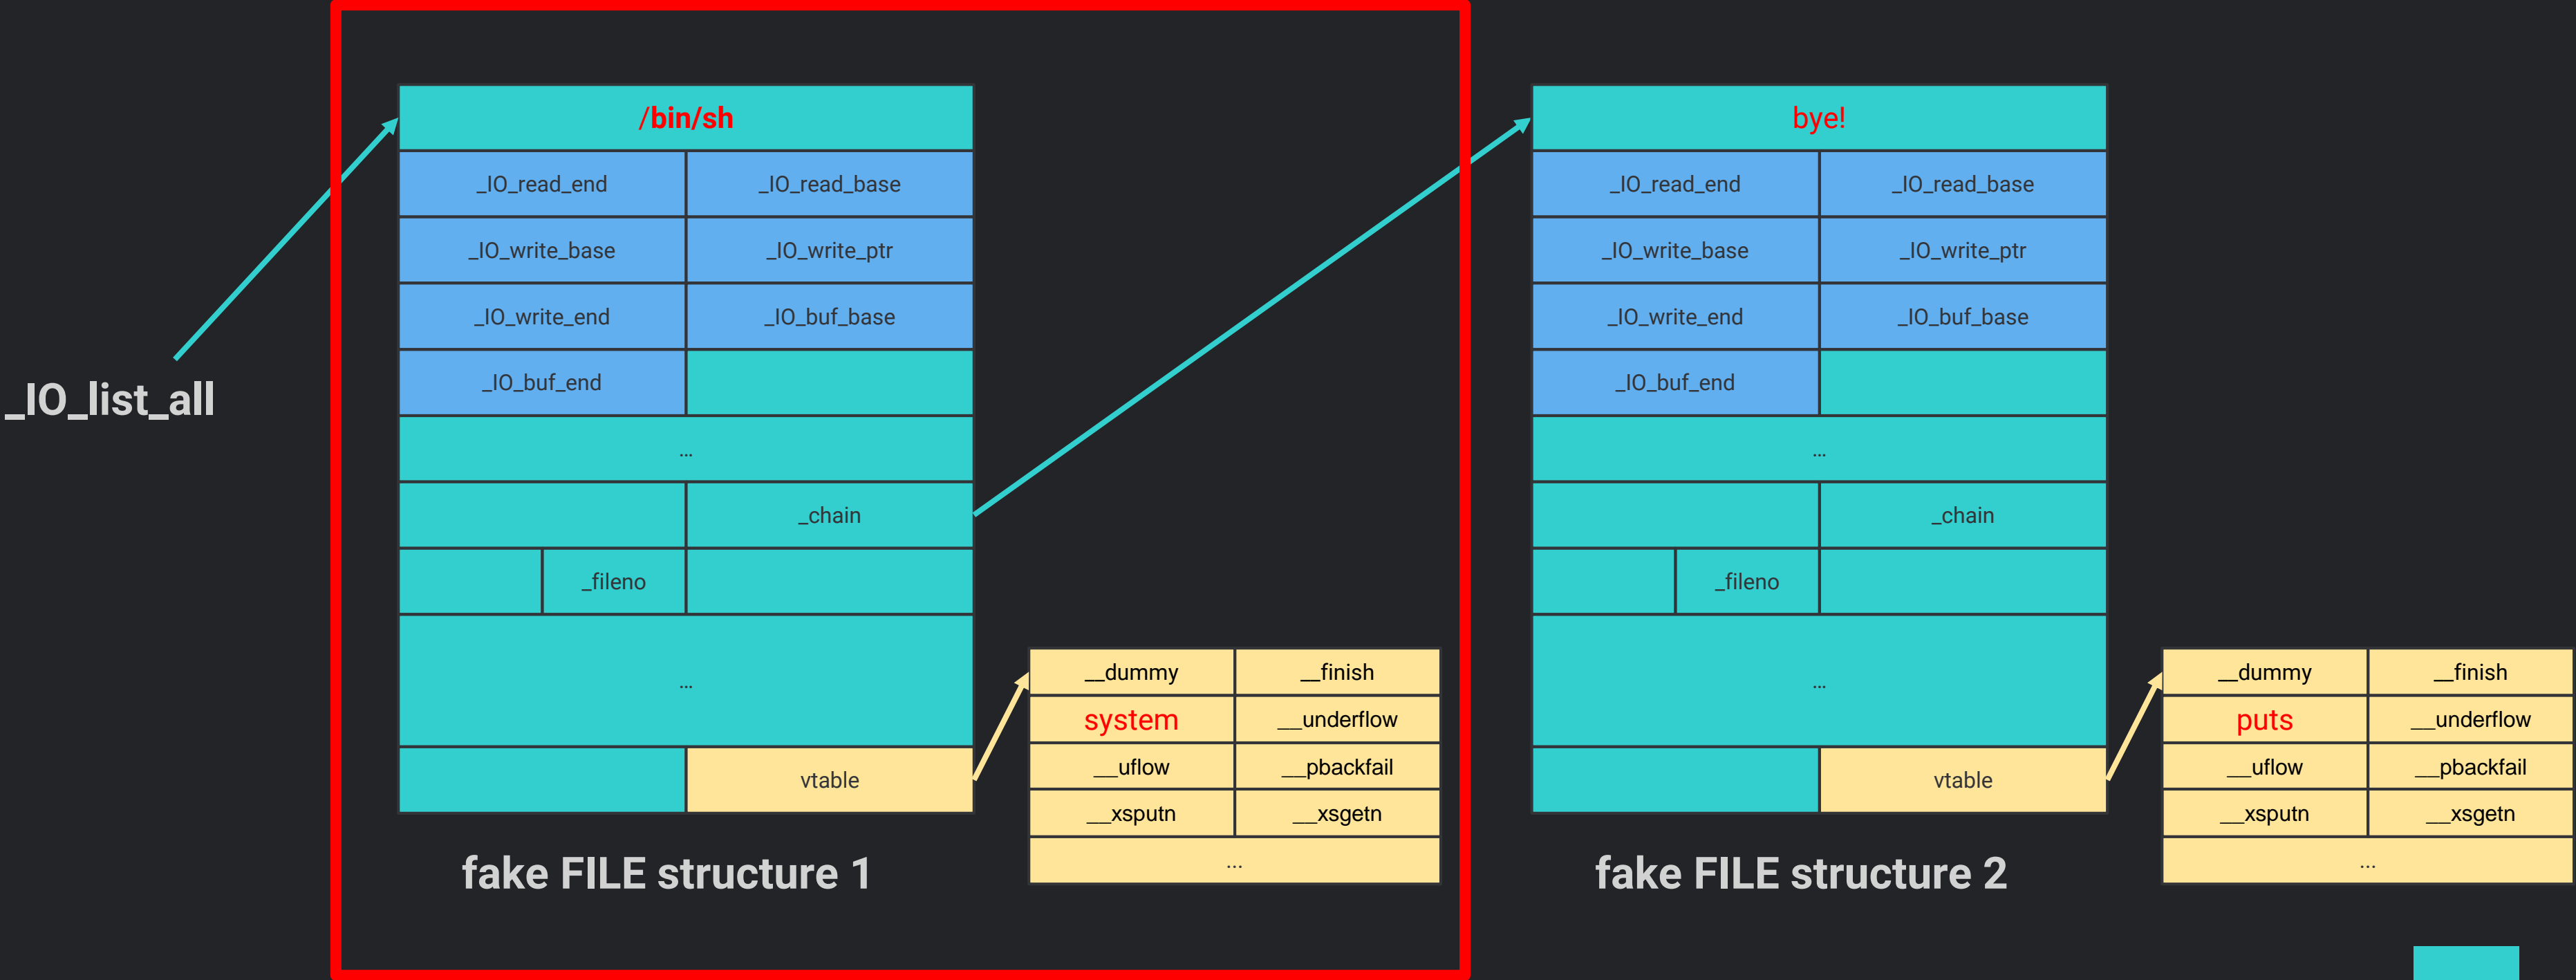 _IO_list_all
/bin/sh
_IO_read_end _IO_read_base
_IO_write_base _IO_write_ptr
_IO_write_end _IO_buf_base
_IO_buf_end
...
_chain
_fileno
...
vtable
fake FILE structure 1
__dummy __finish
system __underflow
__uflow __pbackfail
__xsputn __xsgetn
...
bye!
_IO_read_end _IO_read_base
_IO_write_base _IO_write_ptr
_IO_write_end _IO_buf_base
_IO_buf_end
...
_chain
_fileno
...
vtable
fake FILE structure 2
__dummy __finish
puts __underflow
__uflow __pbackfail
__xsputn __xsgetn
...